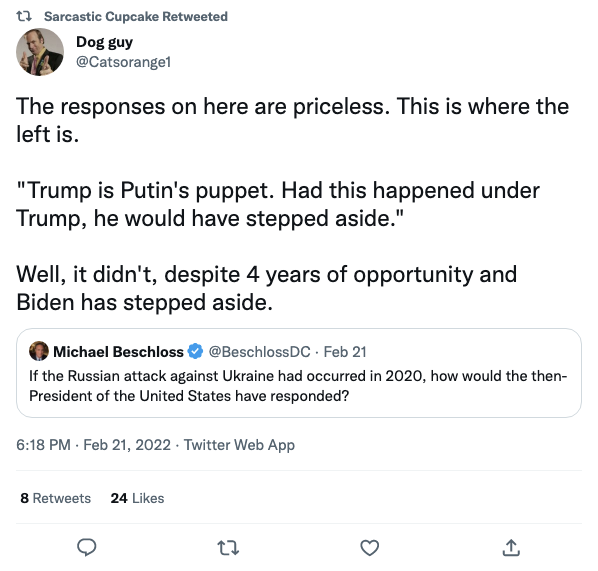 Sarcastic Cupcake Retweeted
Dog guy
@Catsorange1
The responses on here are priceless. This is where the
left is.
"Trump is Putin's puppet. Had this happened under
Trump, he would have stepped aside."
Well, it didn't, despite 4 years of opportunity and
Biden has stepped aside.
Michael Beschloss @BeschlossDC · Feb 21
If the Russian attack against Ukraine had occurred in 2020, how would the then-
President of the United States have responded?
6:18 PM · Feb 21, 2022 · Twitter Web App
8 Retweets 24 Likes